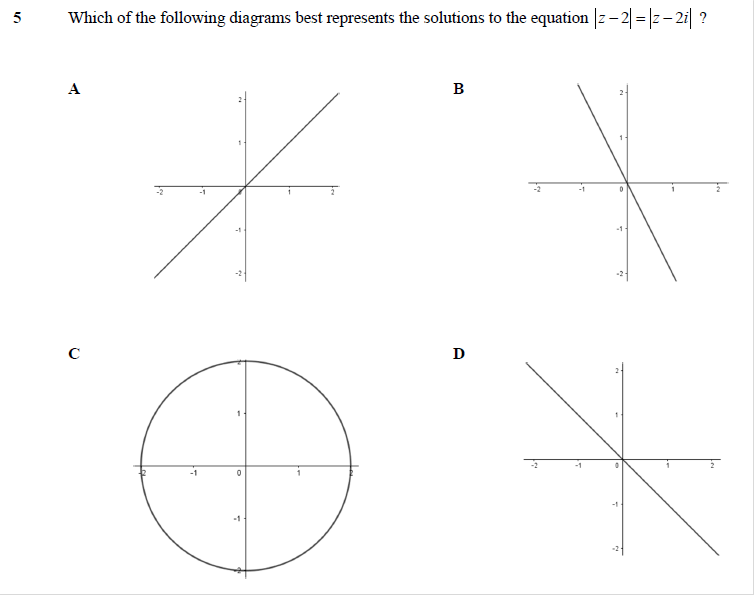 5 Which of the following diagrams best represents the solutions to the equation |z − 2| = |z − 2i| ?
A B
2 2
1 1
-2 -1 1 2 -2 -1 0 1 2
-1 -1
-2 -2
C D
2 2
1 1
-2 -1 0 1 2 -2 -1 0 1 2
-1 -1
-2 -2